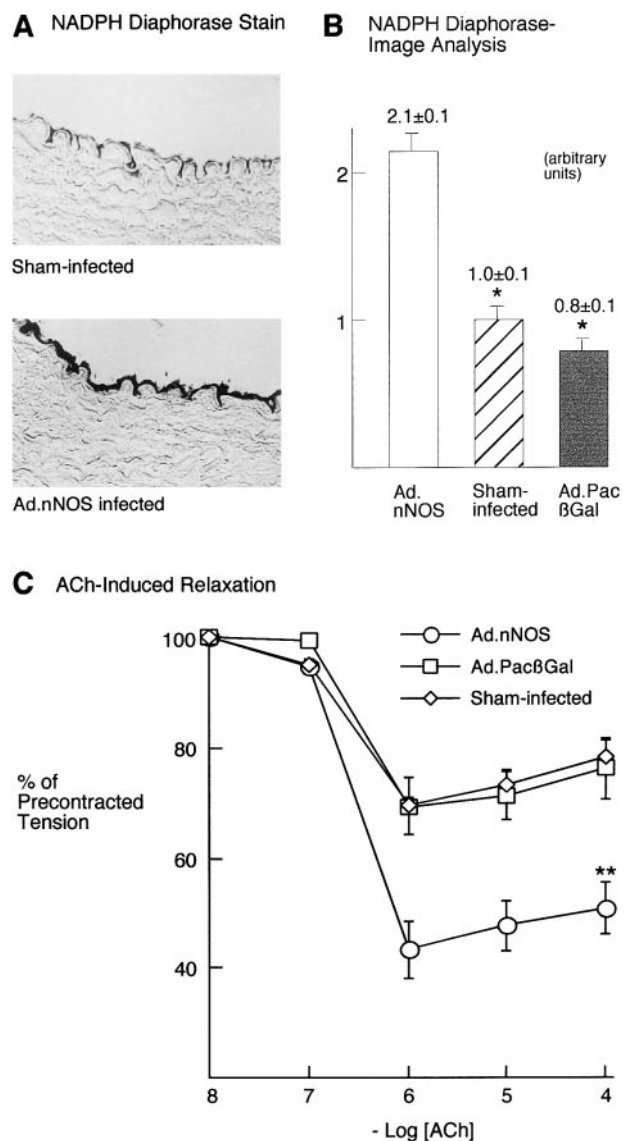 A NADPH Diaphorase Stain
Sham-infected
Ad.nNOS infected
B NADPH Diaphorase-
Image Analysis
2.1±0.1
(arbitrary
units)
2
1.0±0.1
*
0.8±0.1
*
1
Ad.
nNOS
Sham-
infected
Ad.Pac
βGal
C ACh-Induced Relaxation
Ad.nNOS
Ad.PacβGal
Sham-infected
% of
Precontracted
Tension
100
80
60
40
**
8 7 6 5 4
- Log [ACh]